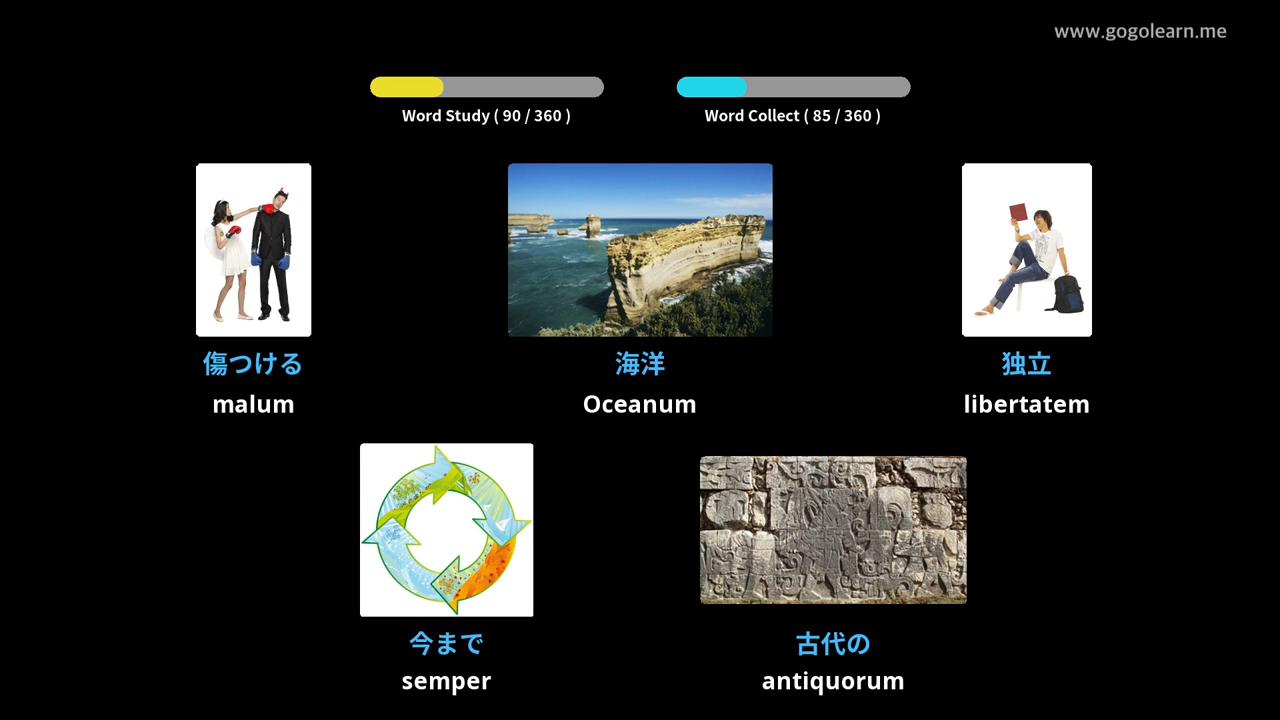 www.gogolearn.me
Word Study ( 90 / 360 )
Word Collect ( 85 / 360 )
傷つける
malum
海洋
Oceanum
独立
libertatem
今まで
semper
古代の
antiquorum